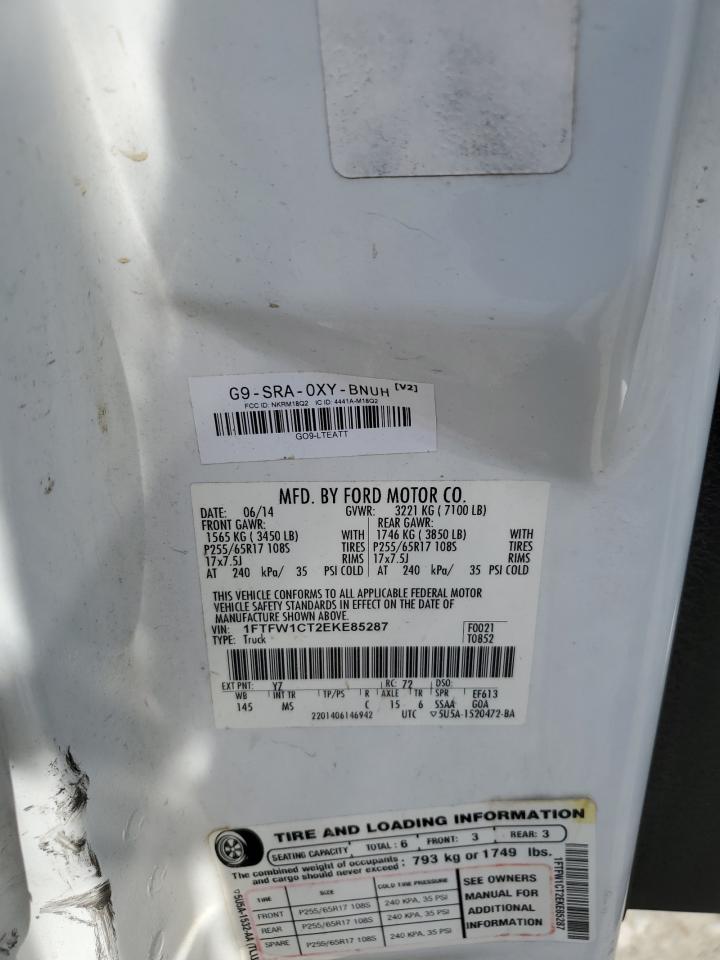 G9-SRA-0XY-BNUH [V2]
FCC ID: NKRM18Q2 IC ID: 4441A-M18Q2
GO9-LTEATT
MFD. BY FORD MOTOR CO.
DATE: 06/14 GVWR: 3221 KG ( 7100 LB)
FRONT GAWR: REAR GAWR:
1565 KG ( 3450 LB) WITH 1746 KG ( 3850 LB) WITH
P255/65R17 108S TIRES P255/65R17 108S TIRES
17x7.5J RIMS 17x7.5J RIMS
AT 240 kPa/ 35 PSI COLD AT 240 kPa/ 35 PSI COLD
THIS VEHICLE CONFORMS TO ALL APPLICABLE FEDERAL MOTOR
VEHICLE SAFETY STANDARDS IN EFFECT ON THE DATE OF
MANUFACTURE SHOWN ABOVE.
VIN: 1FTFW1CT2EKE85287 F0021
TYPE: Truck T0852
EXT PNT: YZ RC: 72 DSO:
WB INT TR TP/PS R AXLE TR SPR EF613
145 MS C 15 6 SSAA G0A
2201406146942 UTC ▽5U5A-1520472-BA
TIRE AND LOADING INFORMATION
SEATING CAPACITY TOTAL: 6 FRONT: 3 REAR: 3
The combined weight of occupants
and cargo should never exceed : 793 kg or 1749 lbs.
TIRE SIZE COLD TIRE PRESSURE
FRONT P255/65R17 108S 240 KPA, 35 PSI
REAR P255/65R17 108S 240 KPA, 35 PSI
SPARE P255/65R17 108S 240 KPA, 35 PSI
SEE OWNERS
MANUAL FOR
ADDITIONAL
INFORMATION
1FTFW1CT2EKE85287
▽5U5A-1532-AA